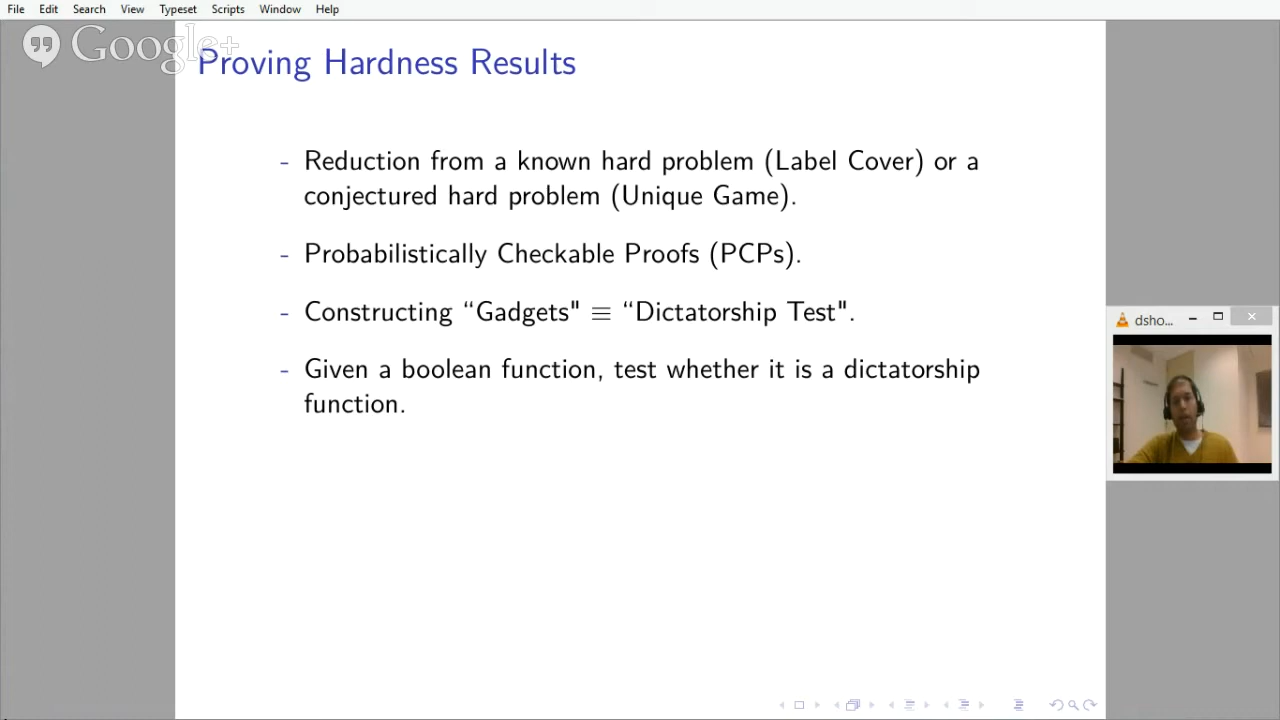 File Edit Search View Typeset Scripts Window Help
Google+
Proving Hardness Results
- Reduction from a known hard problem (Label Cover) or a
conjectured hard problem (Unique Game).
- Probabilistically Checkable Proofs (PCPs).
- Constructing “Gadgets" ≡ “Dictatorship Test".
- Given a boolean function, test whether it is a dictatorship
function.
dsho...